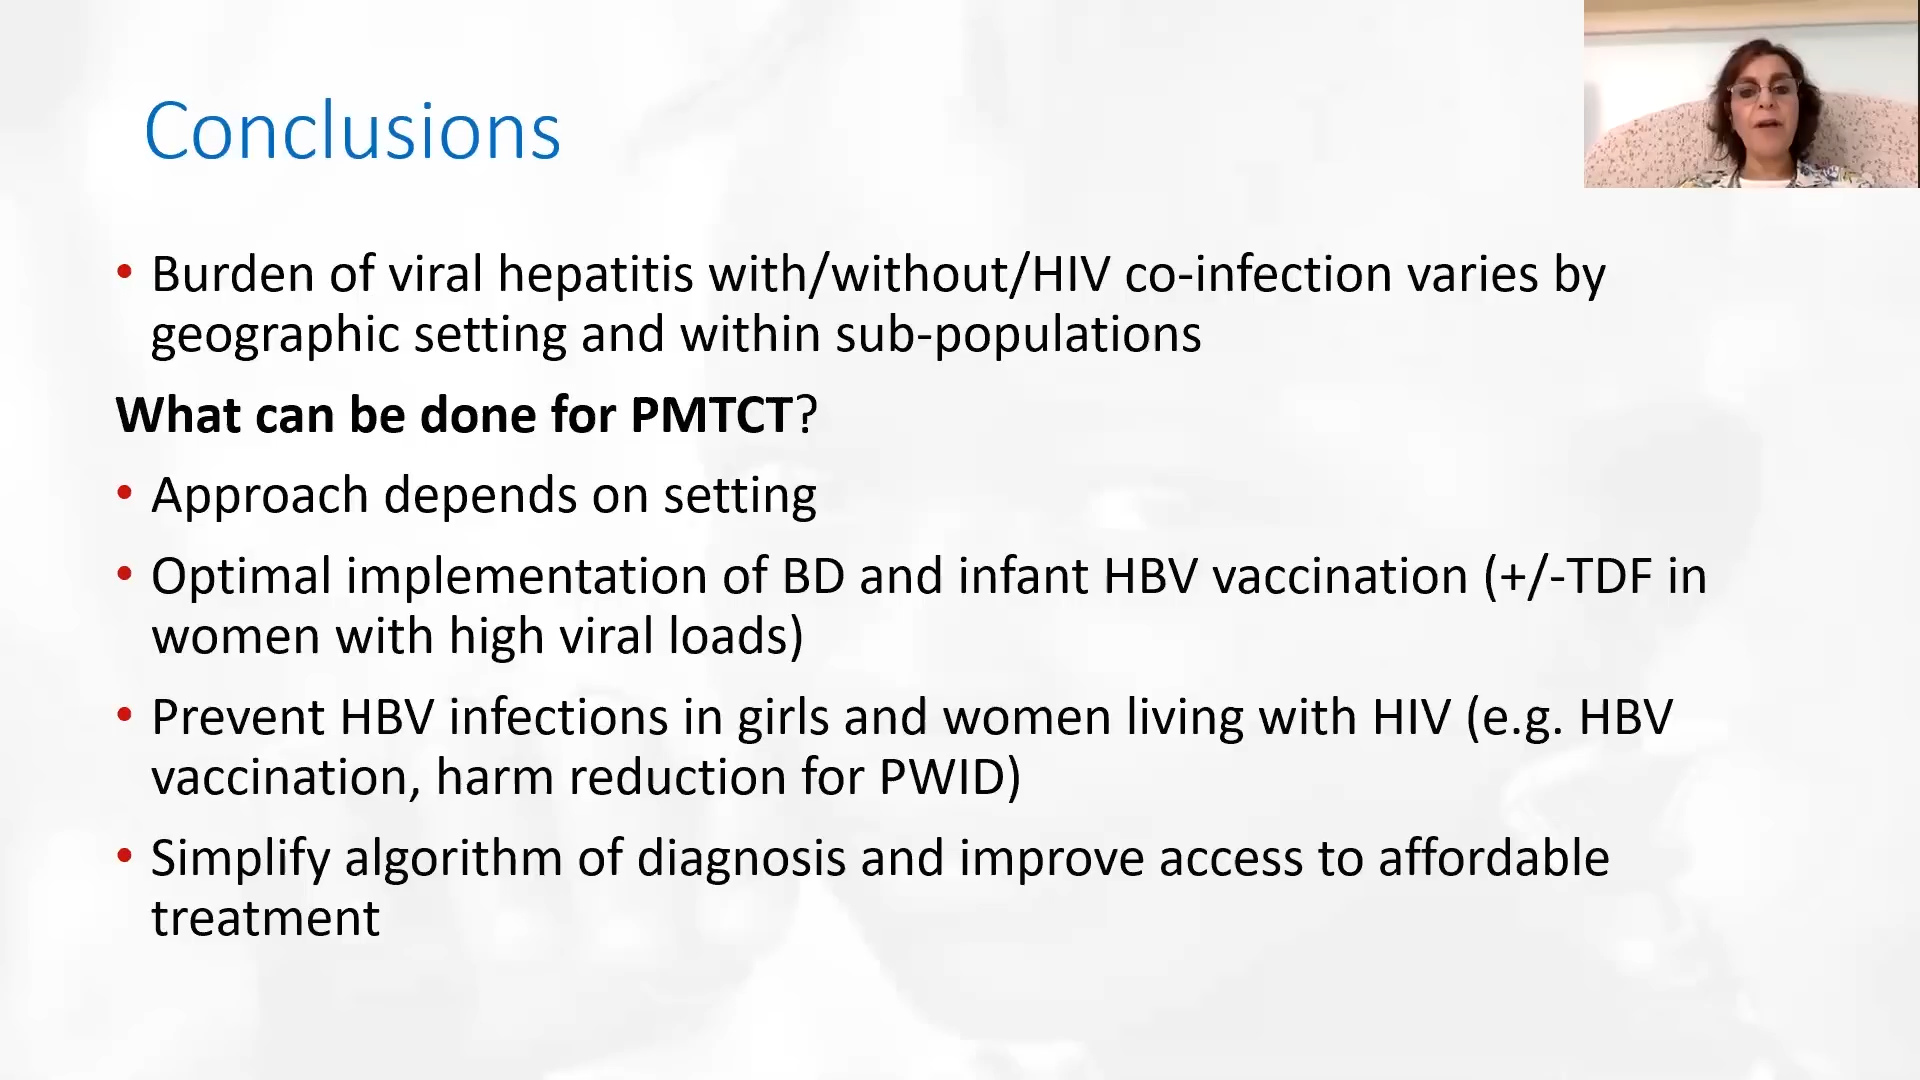 Conclusions
• Burden of viral hepatitis with/without/HIV co-infection varies by
geographic setting and within sub-populations
What can be done for PMTCT?
• Approach depends on setting
• Optimal implementation of BD and infant HBV vaccination (+/-TDF in
women with high viral loads)
• Prevent HBV infections in girls and women living with HIV (e.g. HBV
vaccination, harm reduction for PWID)
• Simplify algorithm of diagnosis and improve access to affordable
treatment